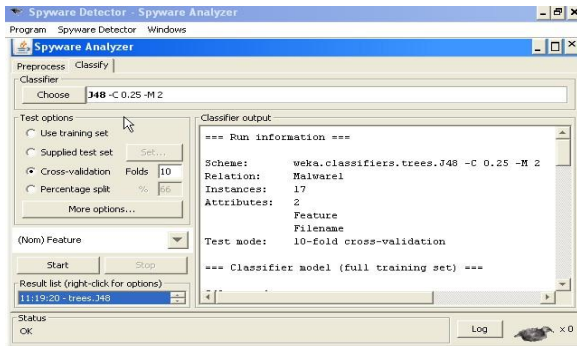 Spyware Detector - Spyware Analyzer
Program Spyware Detector Windows
Spyware Analyzer
Preprocess Classify
Classifier
Choose J48 -C 0.25 -M 2
Test options
Use training set
Supplied test set Set...
Cross-validation Folds 10
Percentage split % 66
More options...
(Nom) Feature
Start Stop
Result list (right-click for options)
11:19:20 - trees.J48
Classifier output
=== Run information ===
Scheme: weka.classifiers.trees.J48 -C 0.25 -M 2
Relation: Malware1
Instances: 17
Attributes: 2
Feature
Filename
Test mode: 10-fold cross-validation
=== Classifier model (full training set) ===
Status
OK
Log x 0